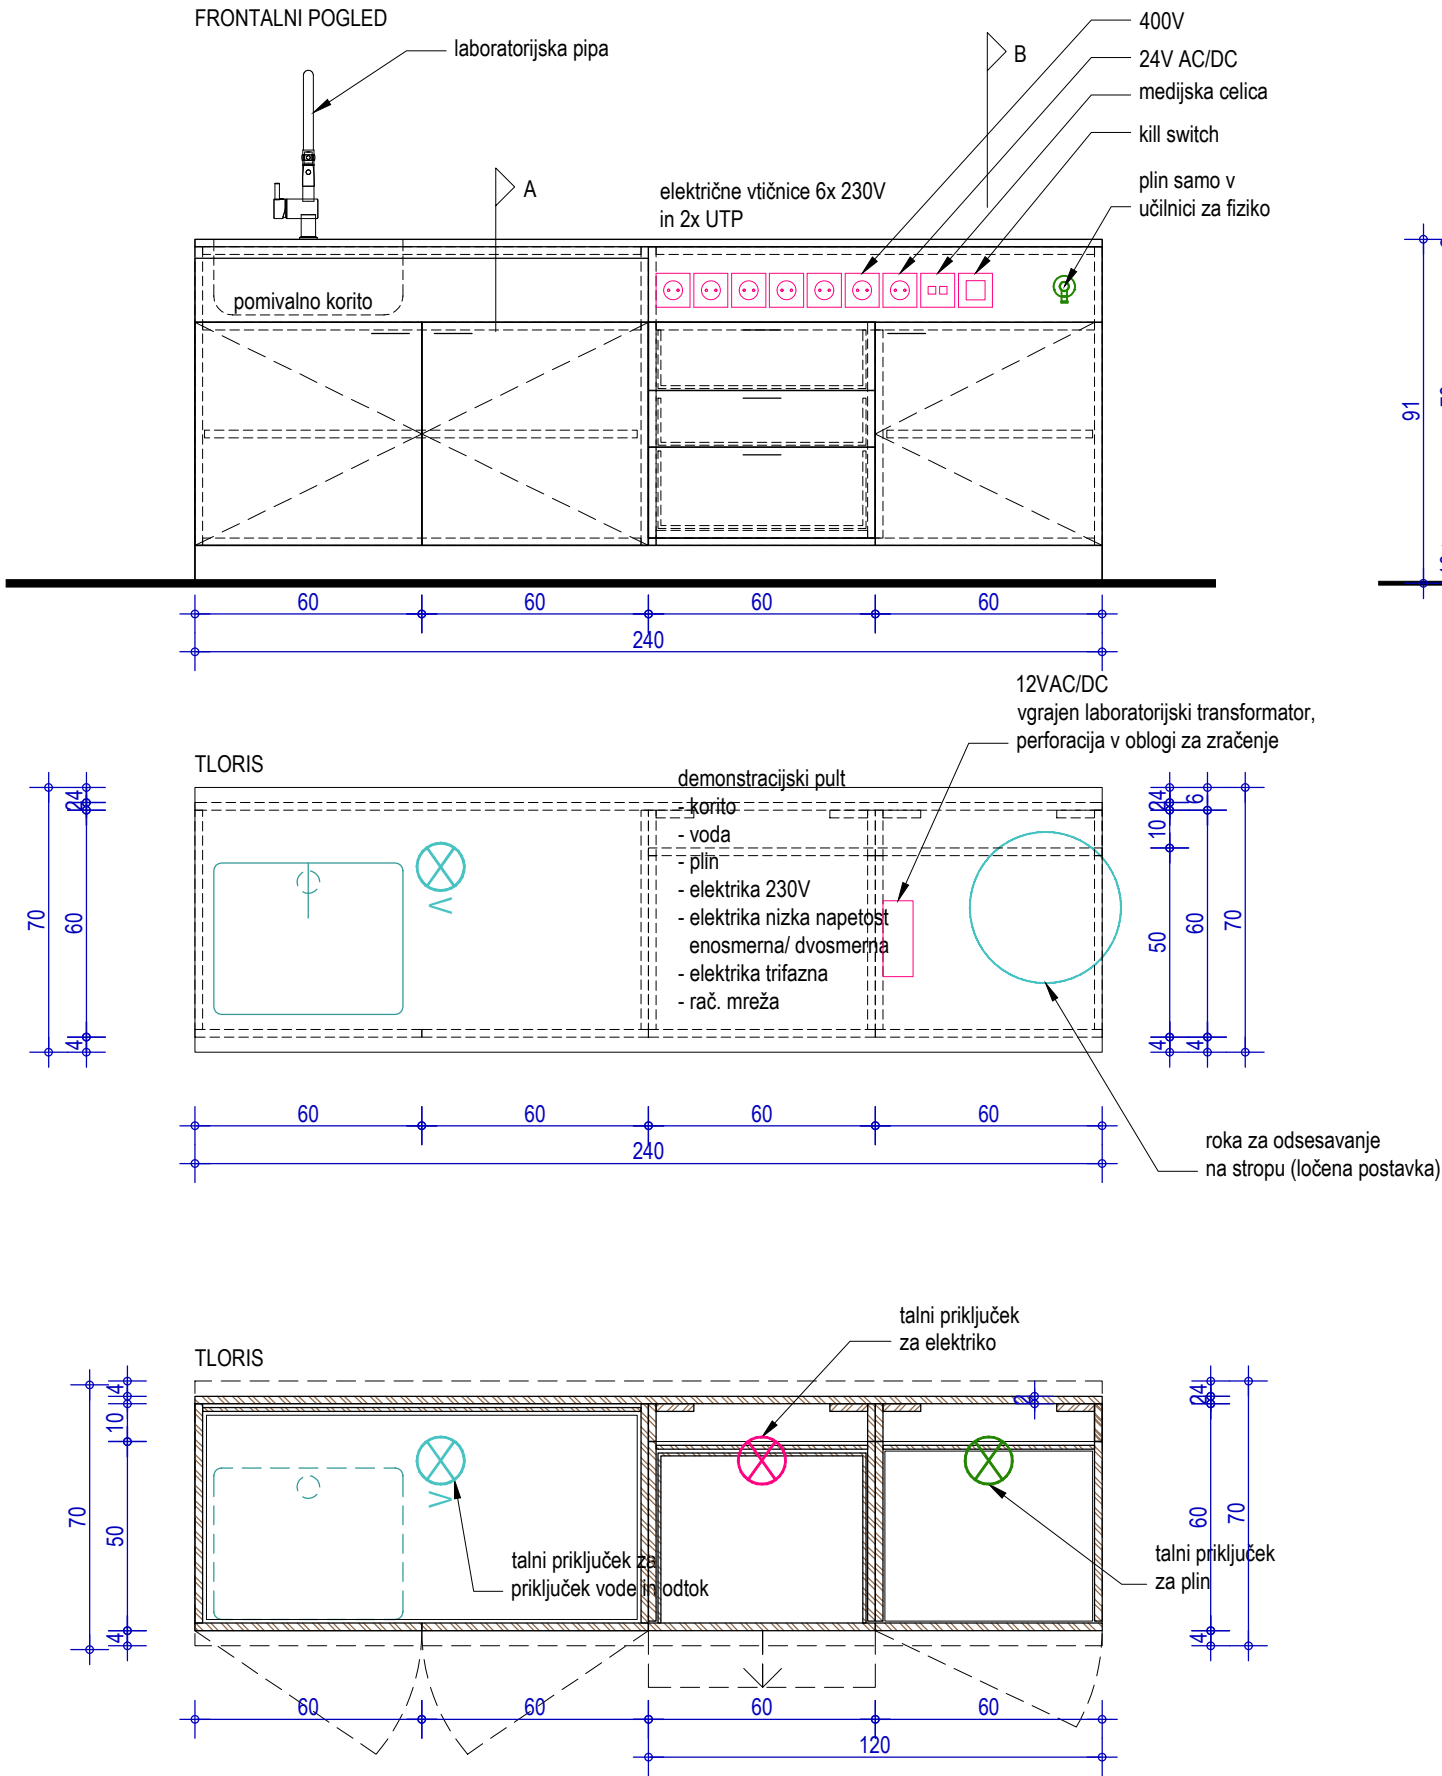 FRONTALNI POGLED
laboratorijska pipa
400V
24V AC/DC
medijska celica
kill switch
plin samo v
učilnici za fiziko
B
A
električne vtičnice 6x 230V
in 2x UTP
pomivalno korito
91
60
60
60
60
240
12VAC/DC
vgrajen laboratorijski transformator,
perforacija v oblogi za zračenje
TLORIS
demonstracijski pult
- korito
- voda
- plin
- elektrika 230V
- elektrika nizka napetost
enosmerna/ dvosmerna
- elektrika trifazna
- rač. mreža
V
70
24
60
4
24
10
50
4
6
60
4
70
60
60
60
60
240
roka za odsesavanje
na stropu (ločena postavka)
talni priključek
za elektriko
TLORIS
V
talni priključek za
priključek vode in odtok
talni priključek
za plin
70
4
10
50
4
2
24
60
4
70
60
60
60
60
120